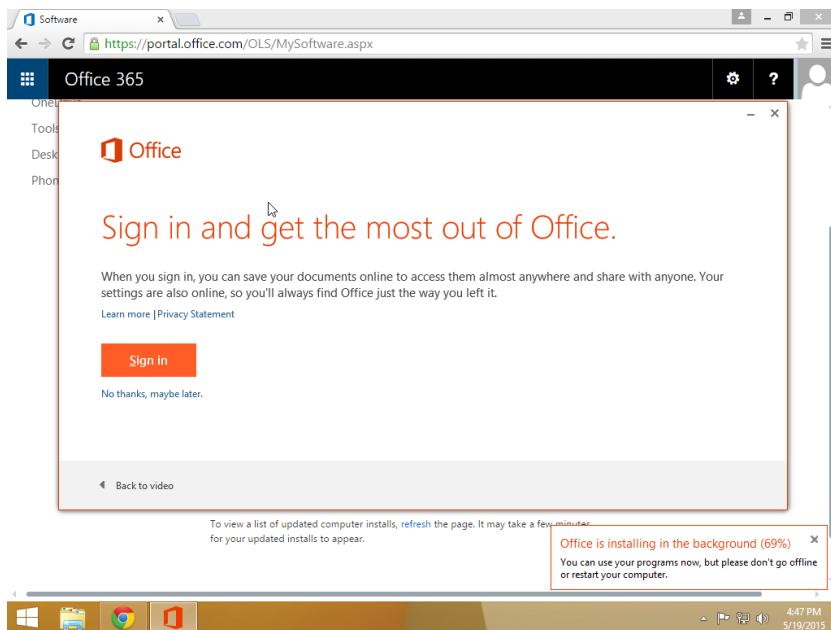 Software
https://portal.office.com/OLS/MySoftware.aspx
Office 365
Tools
Office
Sign in and get the most out of Office.
When you sign in, you can save your documents online to access them almost anywhere and share with anyone. Your
settings are also online, so you'll always find Office just the way you left it.
Learn more | Privacy Statement
Sign in
No thanks, maybe later.
Back to video
To view a list of updated computer installs, refresh the page. It may take a few minutes
for your updated installs to appear.
Office is installing in the background (69%)
You can use your programs now, but please don't go offline
or restart your computer.
4:47 PM
5/19/2015